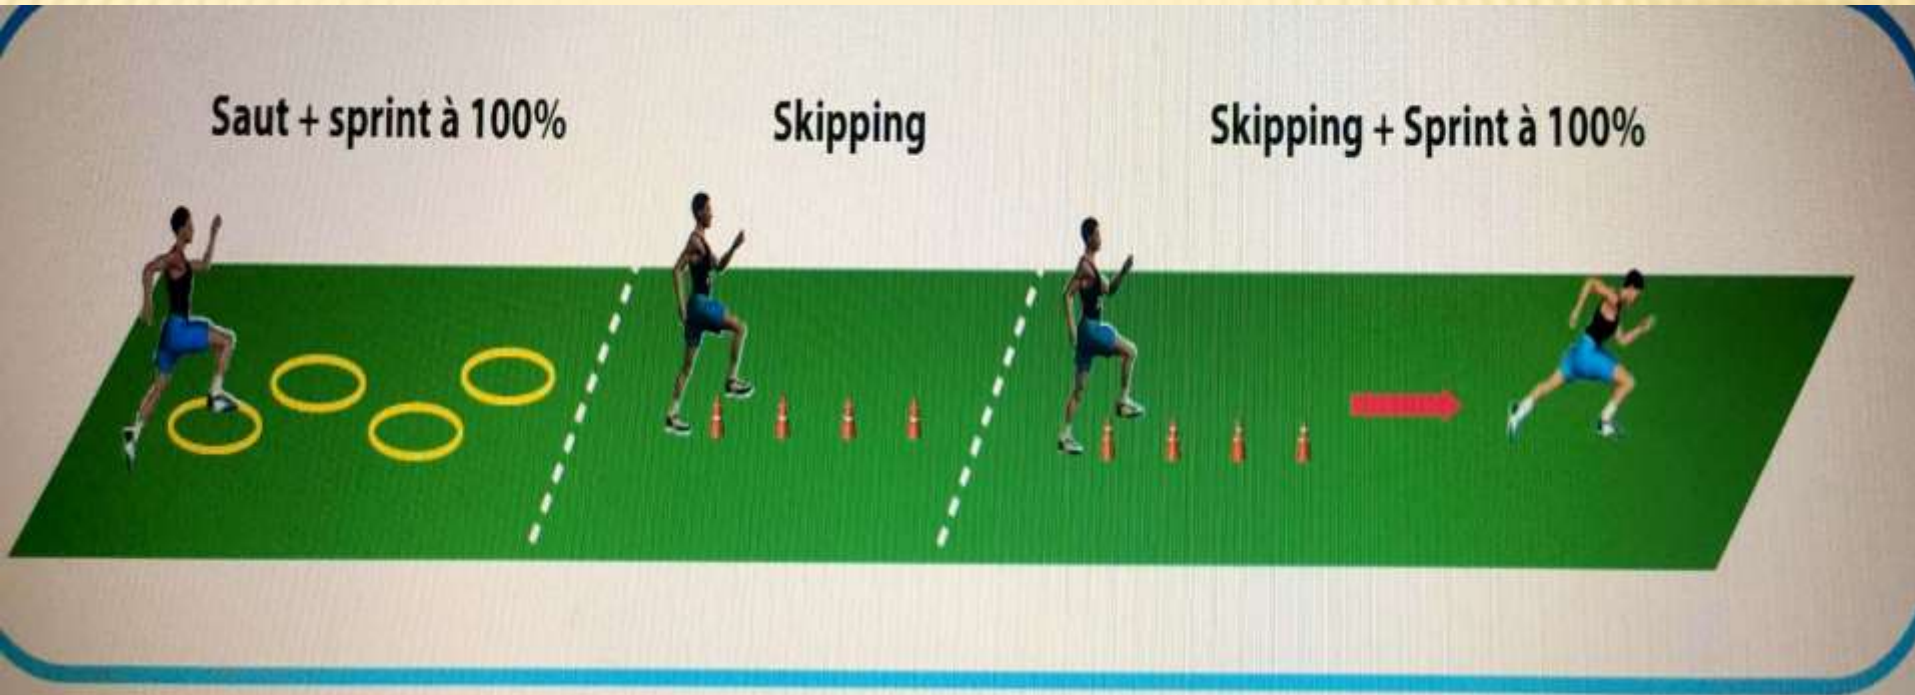 Saut + sprint à 100%
Skipping
Skipping + Sprint à 100%